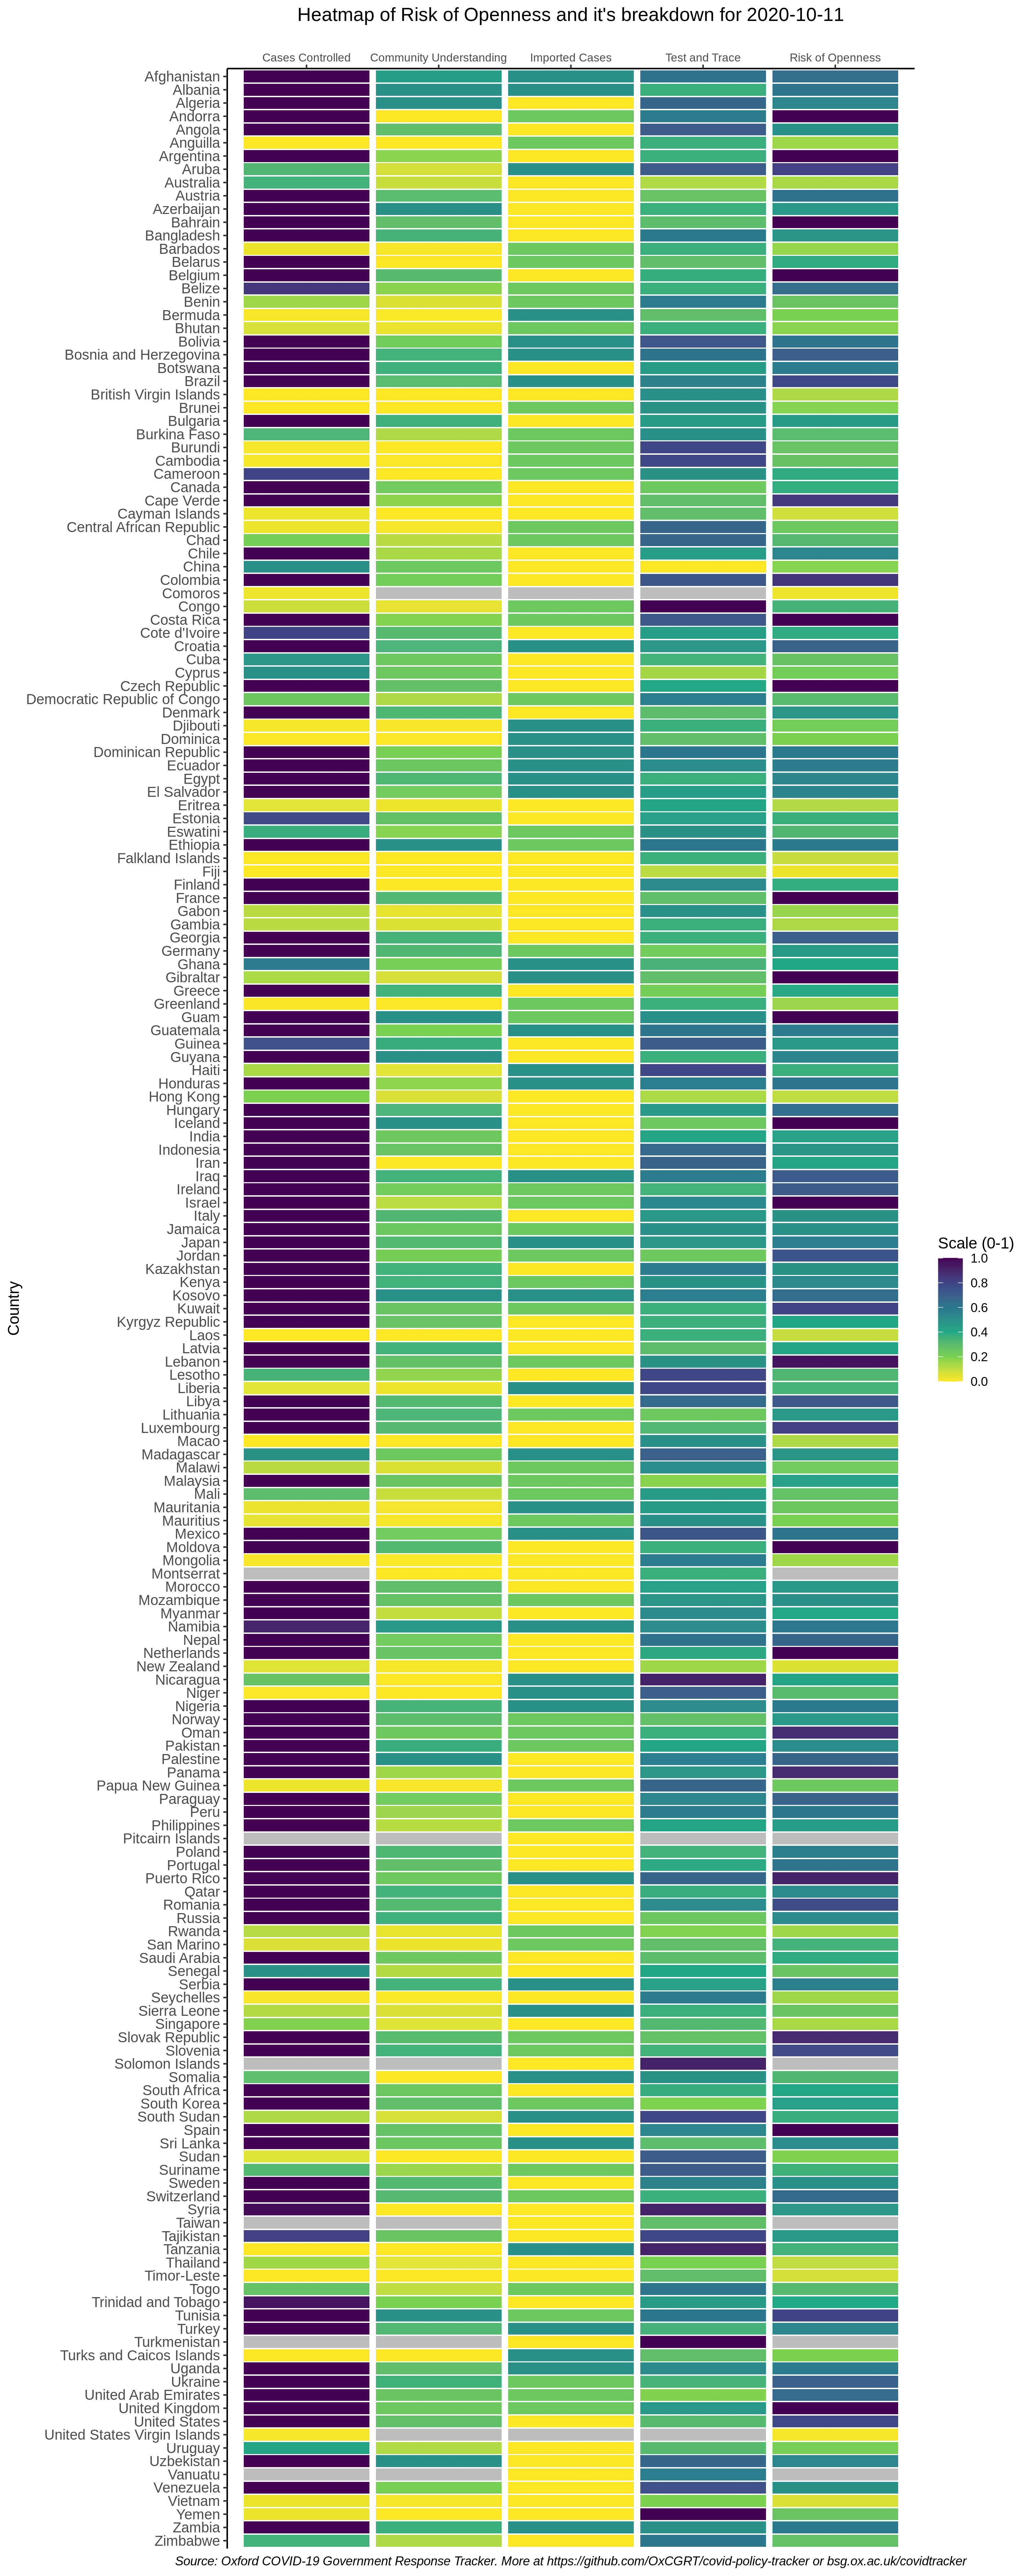 Heatmap of Risk of Openness and it's breakdown for 2020-10-11
Cases Controlled Community Understanding Imported Cases Test and Trace Risk of Openness
Afghanistan
Albania
Algeria
Andorra
Angola
Anguilla
Argentina
Aruba
Australia
Austria
Azerbaijan
Bahrain
Bangladesh
Barbados
Belarus
Belgium
Belize
Benin
Bermuda
Bhutan
Bolivia
Bosnia and Herzegovina
Botswana
Brazil
British Virgin Islands
Brunei
Bulgaria
Burkina Faso
Burundi
Cambodia
Cameroon
Canada
Cape Verde
Cayman Islands
Central African Republic
Chad
Chile
China
Colombia
Comoros
Congo
Costa Rica
Cote d'Ivoire
Croatia
Cuba
Cyprus
Czech Republic
Democratic Republic of Congo
Denmark
Djibouti
Dominica
Dominican Republic
Ecuador
Egypt
El Salvador
Eritrea
Estonia
Eswatini
Ethiopia
Falkland Islands
Fiji
Finland
France
Gabon
Gambia
Georgia
Germany
Ghana
Gibraltar
Greece
Greenland
Guam
Guatemala
Guinea
Guyana
Haiti
Honduras
Hong Kong
Hungary
Iceland
India
Indonesia
Iran
Iraq
Ireland
Israel
Italy
Jamaica
Japan
Jordan
Kazakhstan
Kenya
Kosovo
Kuwait
Kyrgyz Republic
Laos
Latvia
Lebanon
Lesotho
Liberia
Libya
Lithuania
Luxembourg
Macao
Madagascar
Malawi
Malaysia
Mali
Mauritania
Mauritius
Mexico
Moldova
Mongolia
Montserrat
Morocco
Mozambique
Myanmar
Namibia
Nepal
Netherlands
New Zealand
Nicaragua
Niger
Nigeria
Norway
Oman
Pakistan
Palestine
Panama
Papua New Guinea
Paraguay
Peru
Philippines
Pitcairn Islands
Poland
Portugal
Puerto Rico
Qatar
Romania
Russia
Rwanda
San Marino
Saudi Arabia
Senegal
Serbia
Seychelles
Sierra Leone
Singapore
Slovak Republic
Slovenia
Solomon Islands
Somalia
South Africa
South Korea
South Sudan
Spain
Sri Lanka
Sudan
Suriname
Sweden
Switzerland
Syria
Taiwan
Tajikistan
Tanzania
Thailand
Timor-Leste
Togo
Trinidad and Tobago
Tunisia
Turkey
Turkmenistan
Turks and Caicos Islands
Uganda
Ukraine
United Arab Emirates
United Kingdom
United States
United States Virgin Islands
Uruguay
Uzbekistan
Vanuatu
Venezuela
Vietnam
Yemen
Zambia
Zimbabwe
Country
Scale (0-1)
1.0
0.8
0.6
0.4
0.2
0.0
Source: Oxford COVID-19 Government Response Tracker. More at https://github.com/OxCGRT/covid-policy-tracker or bsg.ox.ac.uk/covidtracker